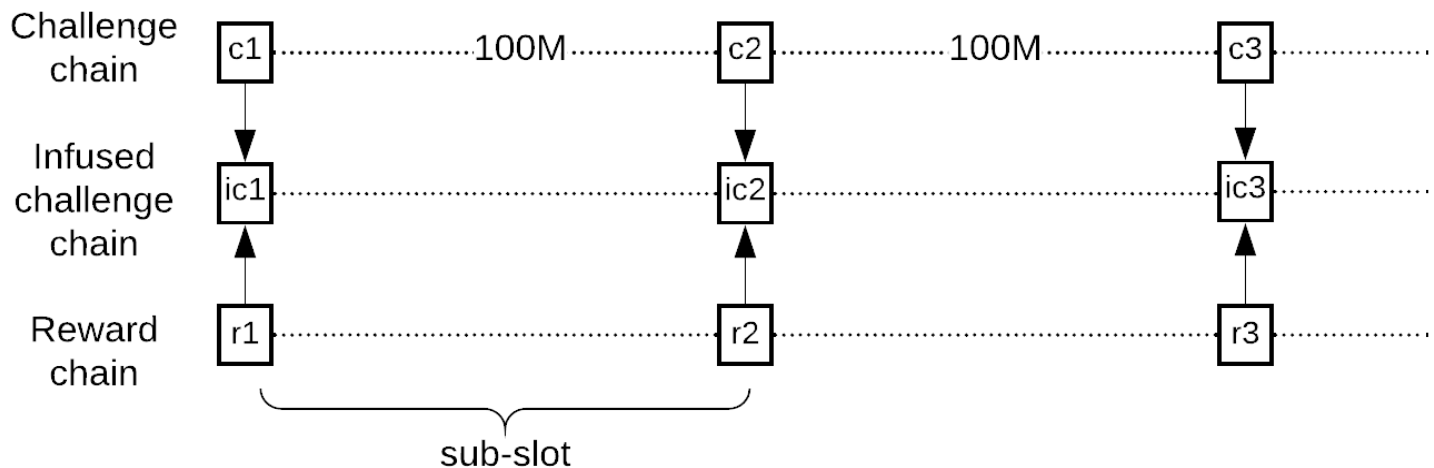 Challenge
chain
c1
100M
c2
100M
c3
Infused
challenge
chain
ic1
ic2
ic3
Reward
chain
r1
r2
r3
sub-slot